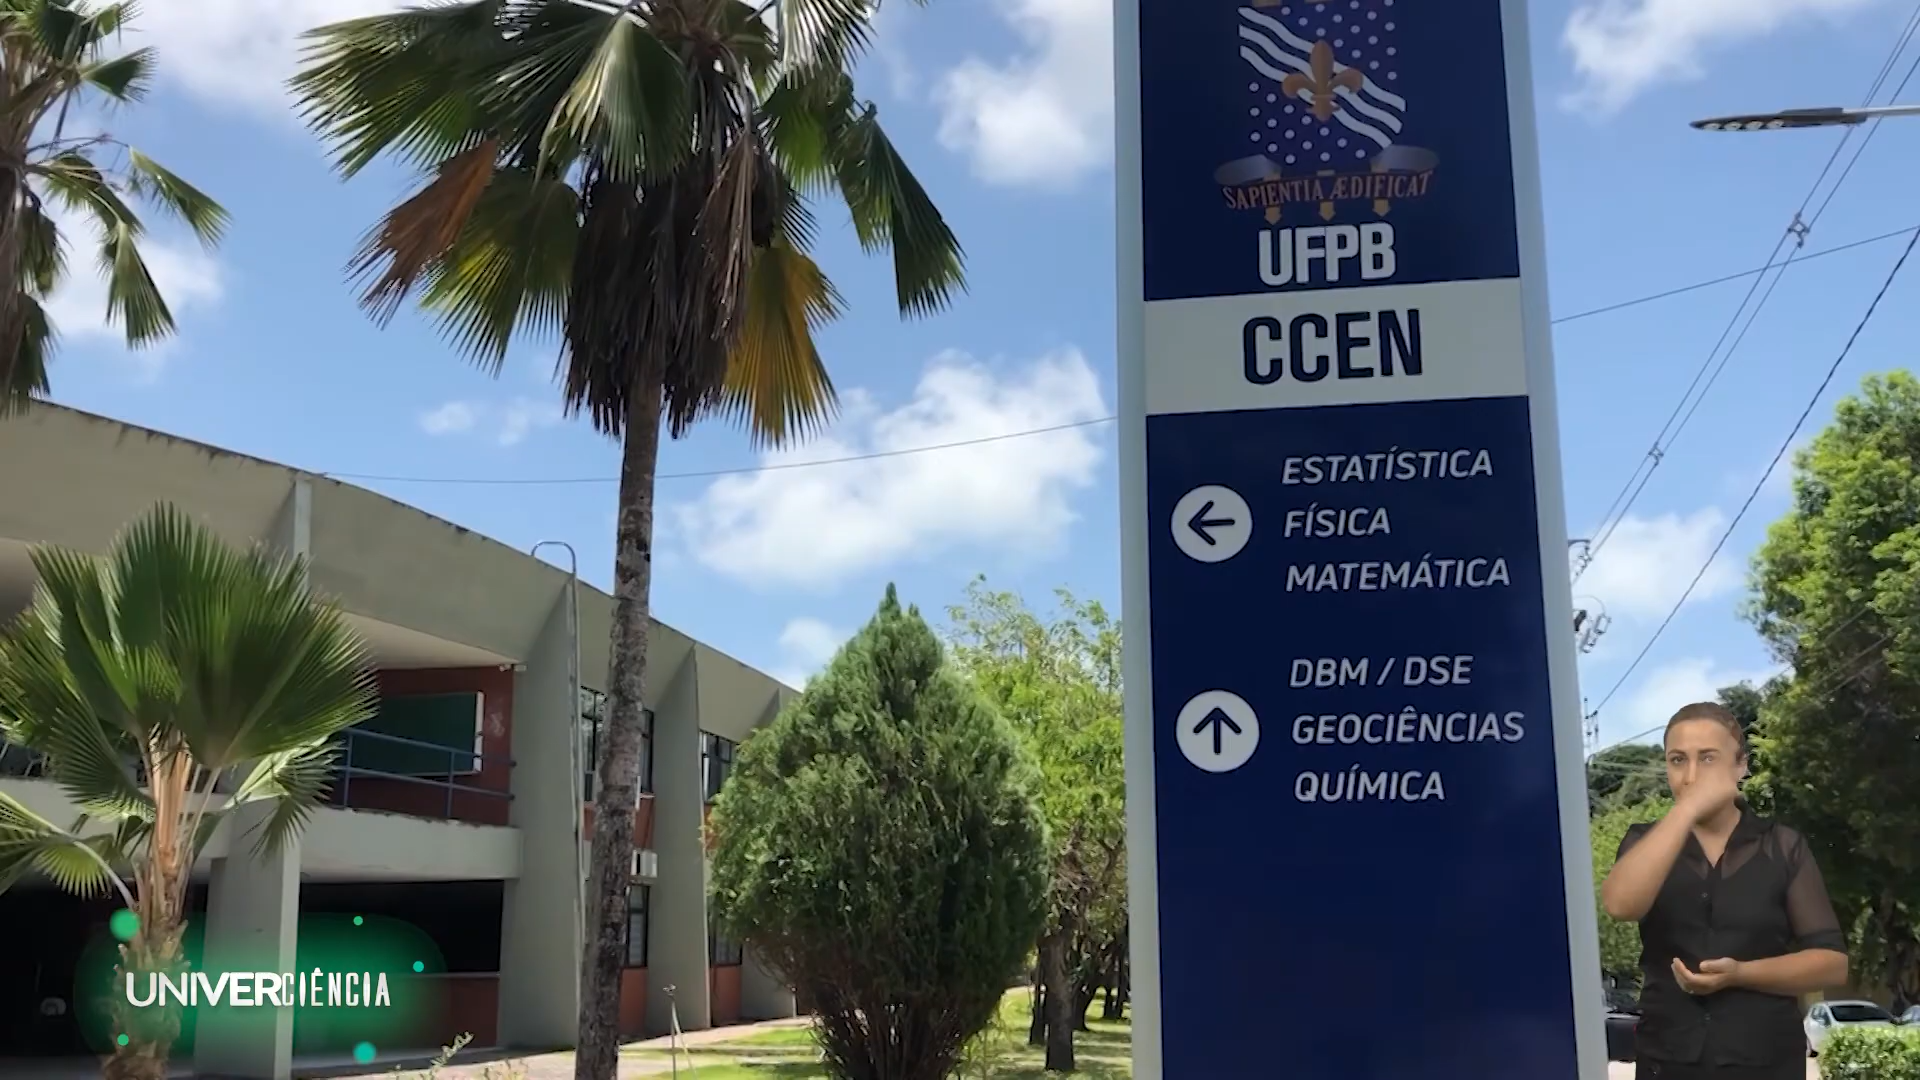 SAPIENTIA ÆDIFICAT
UFPB
CCEN
ESTATÍSTICA
FÍSICA
MATEMÁTICA
DBM / DSE
GEOCIÊNCIAS
QUÍMICA
UNIVERCIÊNCIA